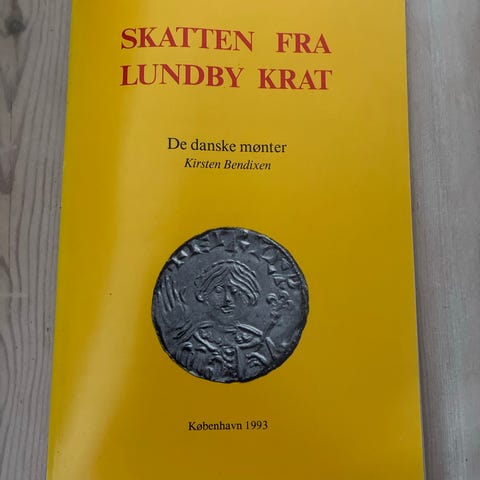 SKATTEN FRA
LUNDBY KRAT
De danske mønter
Kirsten Bendixen
København 1993